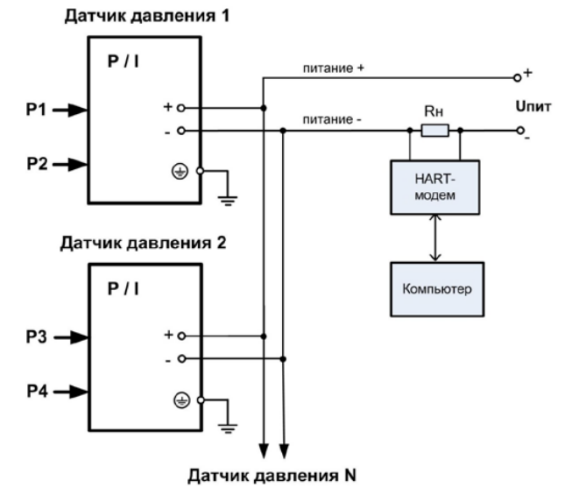 Датчик давления 1
P / I
питание +
+
P1
+
Uпит
питание -
Rн
-
-
P2
HART-
модем
Датчик давления 2
P / I
Компьютер
P3
+
-
P4
Датчик давления N